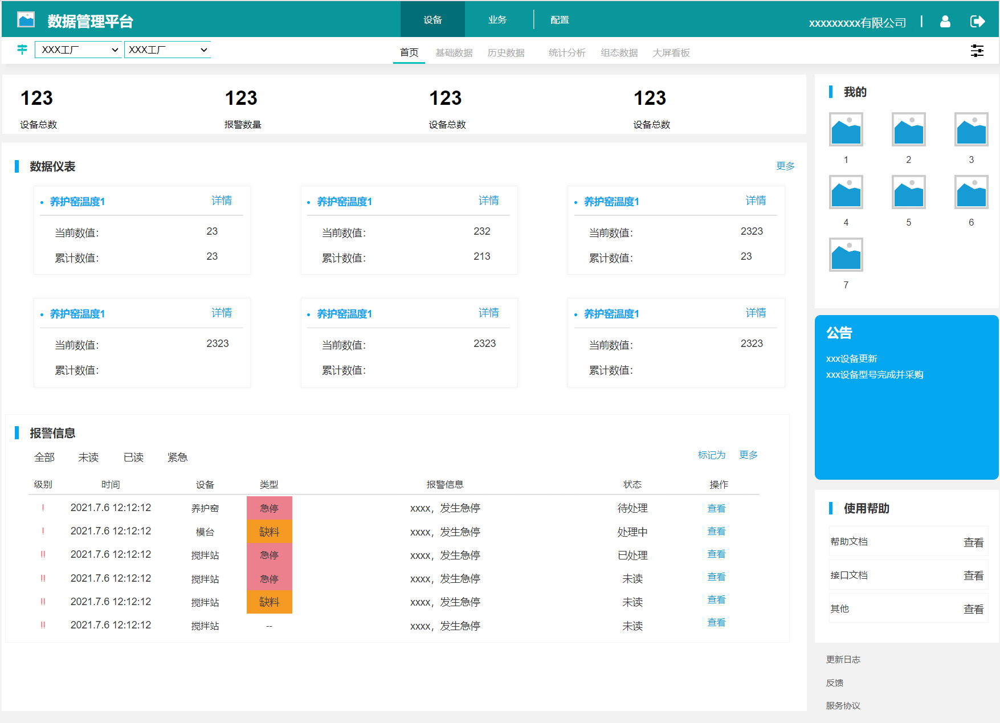 数据管理平台
设备 业务 配置
xxxxxxxxx有限公司
XXX工厂 XXX工厂
首页 基础数据 历史数据 统计分析 组态数据 大屏看板
123 123 123 123
设备总数 报警数量 设备总数 设备总数
数据仪表 更多
养护窑温度1 详情
当前数值： 23
累计数值： 23
养护窑温度1 详情
当前数值： 232
累计数值： 213
养护窑温度1 详情
当前数值： 2323
累计数值： 23
养护窑温度1 详情
当前数值： 2323
累计数值：
养护窑温度1 详情
当前数值： 2323
累计数值：
养护窑温度1 详情
当前数值： 2323
累计数值：
报警信息
全部 未读 已读 紧急 标记为 更多
级别 时间 设备 类型 报警信息 状态 操作
! 2021.7.6 12:12:12 养护窑 急停 xxxx，发生急停 待处理 查看
! 2021.7.6 12:12:12 模台 缺料 xxxx，发生急停 处理中 查看
!! 2021.7.6 12:12:12 搅拌站 急停 xxxx，发生急停 已处理 查看
!! 2021.7.6 12:12:12 搅拌站 急停 xxxx，发生急停 未读 查看
!! 2021.7.6 12:12:12 搅拌站 缺料 xxxx，发生急停 未读 查看
!! 2021.7.6 12:12:12 搅拌站 -- xxxx，发生急停 未读 查看
我的
1 2 3
4 5 6
7
公告
xxx设备更新
xxx设备型号完成并采购
使用帮助
帮助文档 查看
接口文档 查看
其他 查看
更新日志
反馈
服务协议